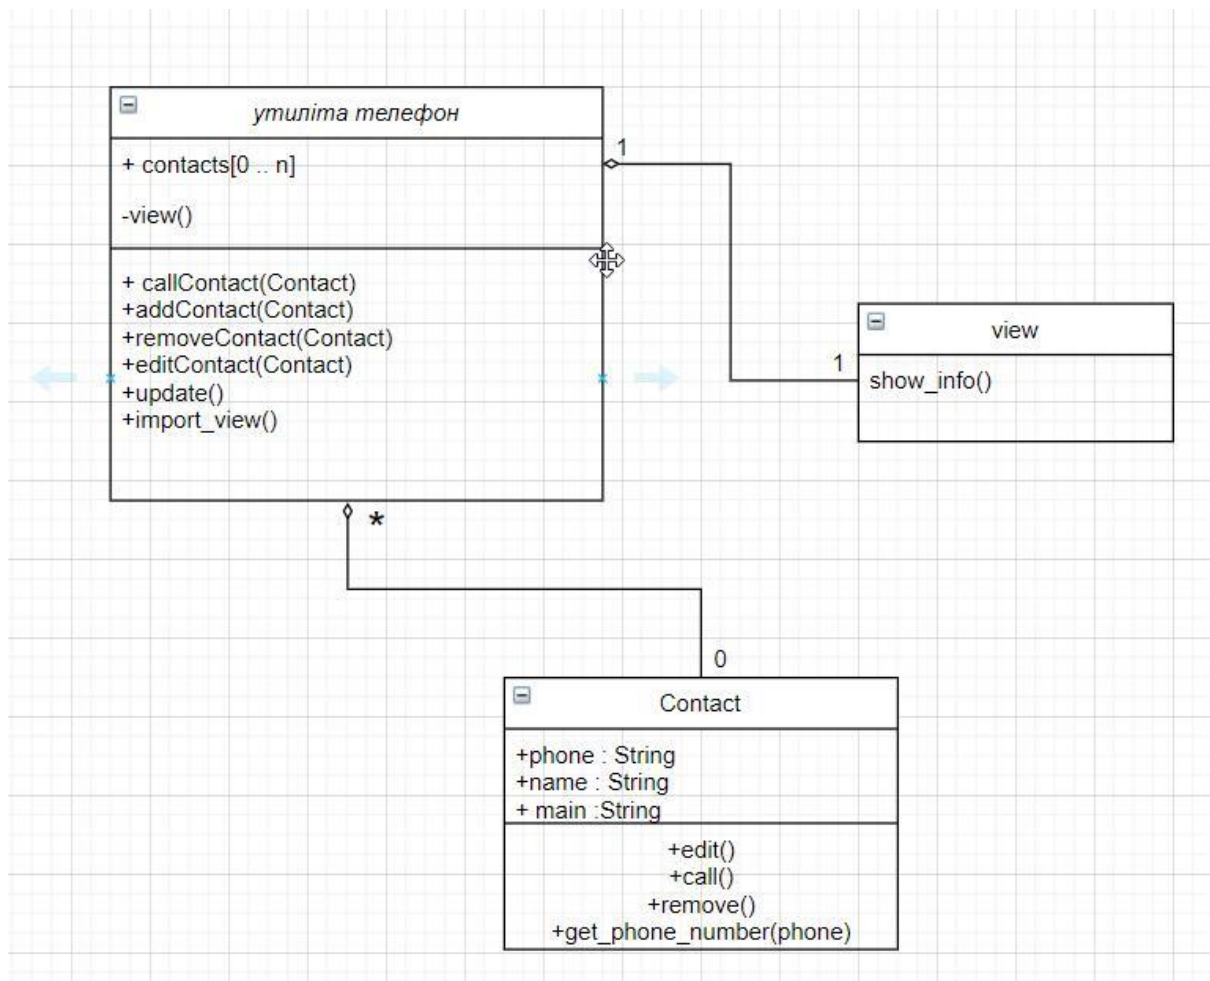 утиліта телефон
+ contacts[0 .. n]
-view()
+ callContact(Contact)
+addContact(Contact)
+removeContact(Contact)
+editContact(Contact)
+update()
+import_view()
1
1
view
show_info()
*
0
Contact
+phone : String
+name : String
+ main :String
+edit()
+call()
+remove()
+get_phone_number(phone)